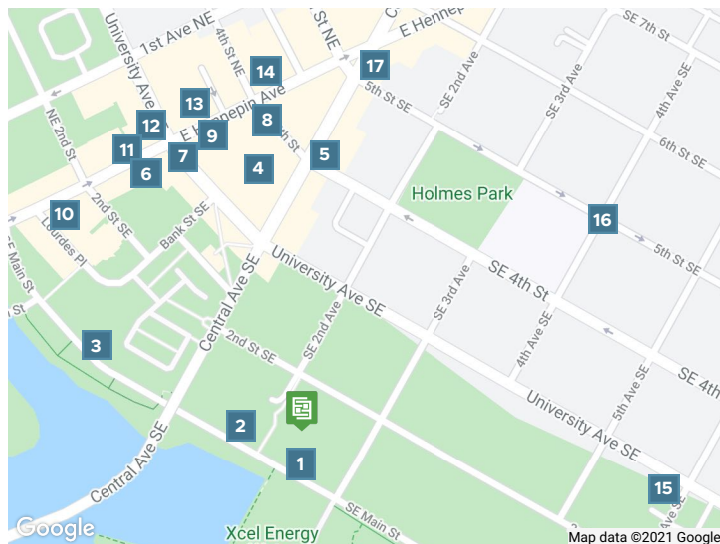 1st Ave NE
University Ave
4th St NE
St NE
E Hennepin
SE 7th St
17
14
13
E Hennepin Ave
8
12
9
11
7
6
4
5
5th St SE
SE 2nd Ave
SE 3rd Ave
4th Ave SE
6th St SE
NE 2nd St
Holmes Park
10
Lourdes Pl
2nd St SE
Bank St SE
16
5th St SE
SE Main St
University Ave SE
SE 4th St
SE 3rd Ave
Central Ave SE
SE 2nd Ave
2nd St SE
4th Ave SE
5th Ave SE
SE 4th
3
2
1
University Ave SE
15
Central Ave SE
SE Main St
Xcel Energy
Google
Map data ©2021 Google